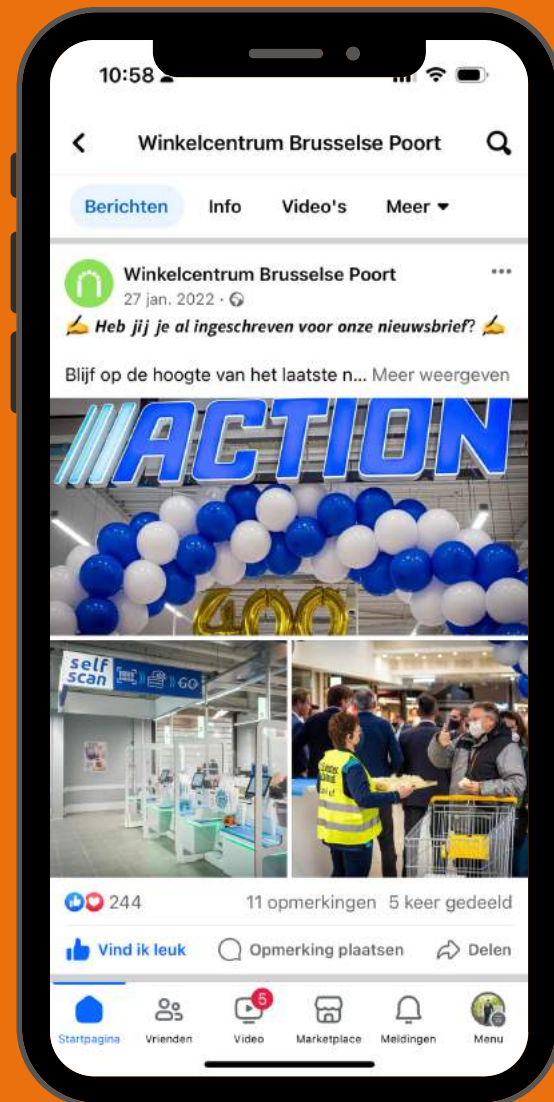 10:58
Winkelcentrum Brusselse Poort
Berichten Info Video's Meer
Winkelcentrum Brusselse Poort
27 jan. 2022 ·
✍ Heb jij je al ingeschreven voor onze nieuwsbrief? ✍
Blijf op de hoogte van het laatste n... Meer weergeven
ACTION
400
self
scan
GO
244 11 opmerkingen 5 keer gedeeld
Vind ik leuk Opmerking plaatsen Delen
5
Startpagina Vrienden Video Marketplace Meldingen Menu